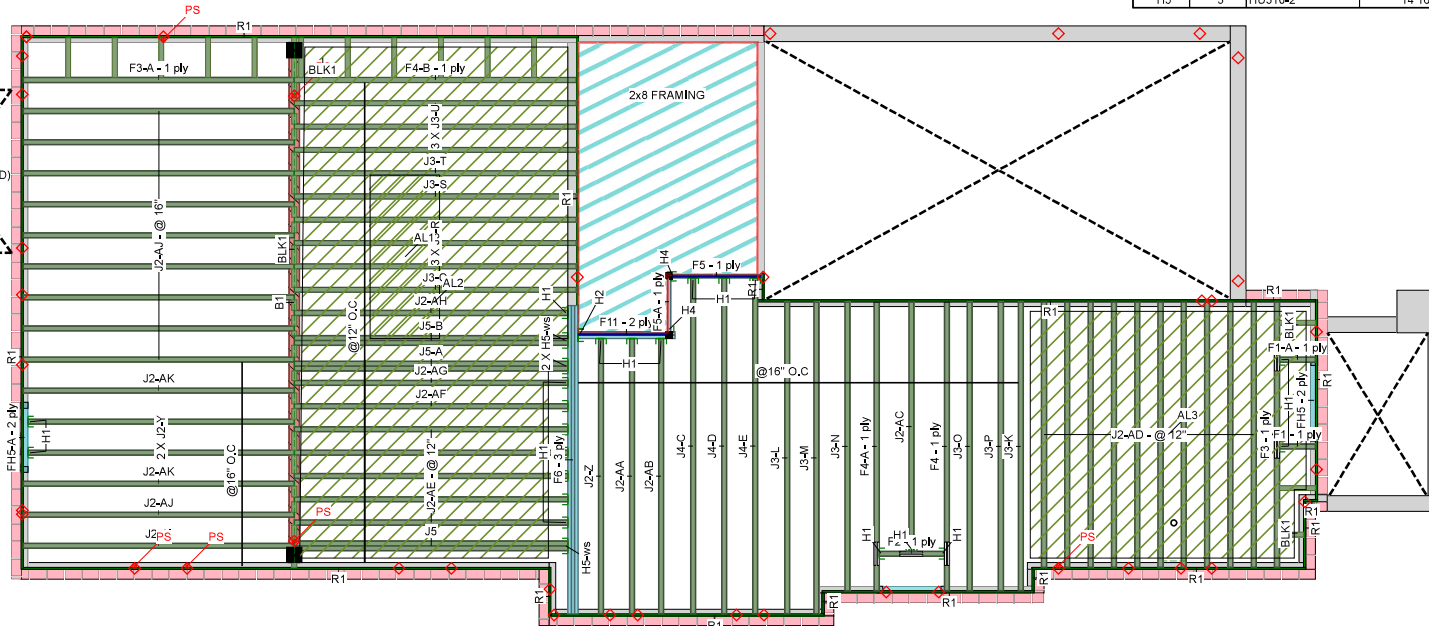 H5 3 HU310-2
PS
R1
F3-A - 1 ply
BLK1
F4-B - 1 ply
2x8 FRAMING
3 X J3-U
J3-T
J3-S
R1
D)
J2-AJ - @ 16"
@12" O.C
BLK1
AL1
J3-C
AL2
J2-AH
B1
H1
H4
F5 - 1 ply
R1
H1
F5-A - 1 ply
H2
F11 - 2 ply
H4
R1
R1
BLK1
J5-B
J5-A
J2-AG
J2-AF
2 X H5-ws
H1
@16" O.C
F1-A - 1 ply
R1
J2-AK
2 X J2-Y
J2-AK
J2-AJ
@16" O.C
FH5-A - 2 ply
H1
J2-AE - @ 12"
J5
H1
F6 - 3 ply
H5-ws
J2-Z
J2-AA
J2-AB
J4-C
J4-D
J4-E
J3-L
J3-M
J3-N
F4-A - 1 ply
J2-AC
F4 - 1 ply
J3-O
J3-P
J3-K
J2-AD - @ 12"
AL3
F3 - 1 ply
F1 - 1 ply
H1
FH5 - 2 ply
R1
PS
PS
PS
H1
H1
H1
PS
BLK1
R1
R1
R1
R1
R1
R1
R1